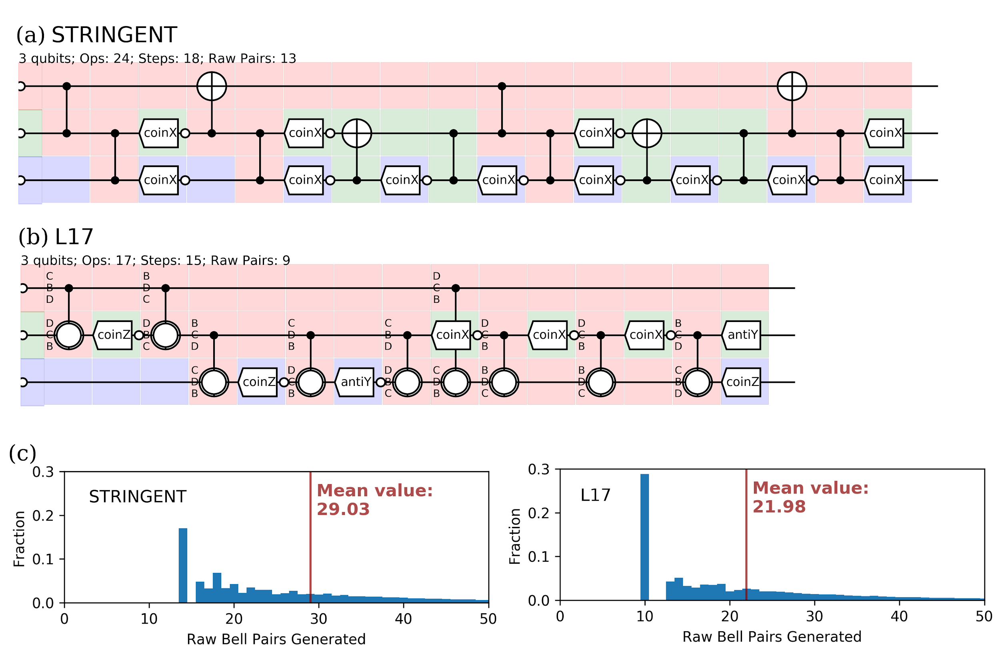 (a) STRINGENT
3 qubits; Ops: 24; Steps: 18; Raw Pairs: 13
coinX coinX coinX coinX
coinX coinX coinX coinX coinX coinX coinX coinX
(b) L17
3 qubits; Ops: 17; Steps: 15; Raw Pairs: 9
C B D
B D C
D C B
D C B
coinZ
D B C
B C D
C D B
C B D
coinX
D C B
coinX
D C B
coinX
B C D
antiY
C D B
coinZ
D C B
antiY
D B C
C D B
B D C
B D C
C B D
coinZ
(c)
0.3
0.2
0.1
0.0
Fraction
STRINGENT
Mean value:
29.03
0 10 20 30 40 50
Raw Bell Pairs Generated
0.3
0.2
0.1
0.0
Fraction
L17
Mean value:
21.98
0 10 20 30 40 50
Raw Bell Pairs Generated